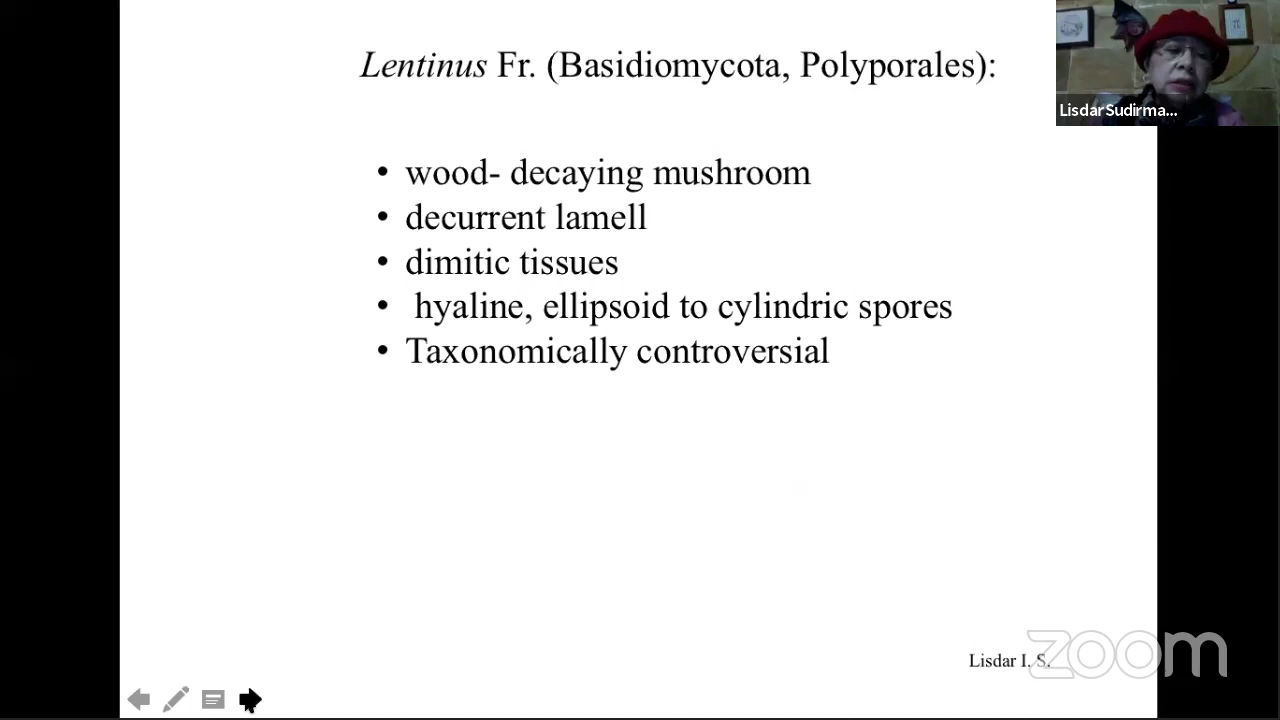 Lentinus Fr. (Basidiomycota, Polyporales):
Lisdar Sudirma...
• wood- decaying mushroom
• decurrent lamell
• dimitic tissues
• hyaline, ellipsoid to cylindric spores
• Taxonomically controversial
Lisdar I. S.
zoom